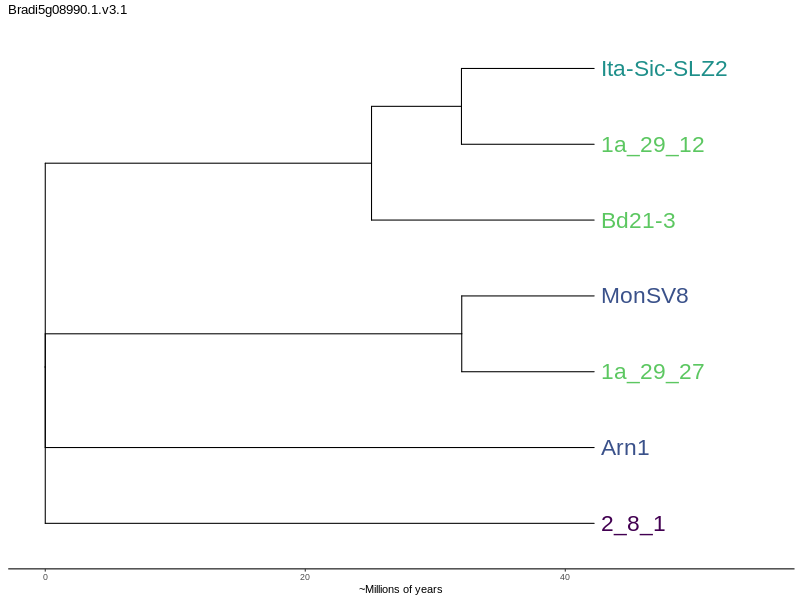 Bradi5g08990.1.v3.1
Ita-Sic-SLZ2
1a_29_12
Bd21-3
MonSV8
1a_29_27
Arn1
2_8_1
0 20 40
~Millions of years